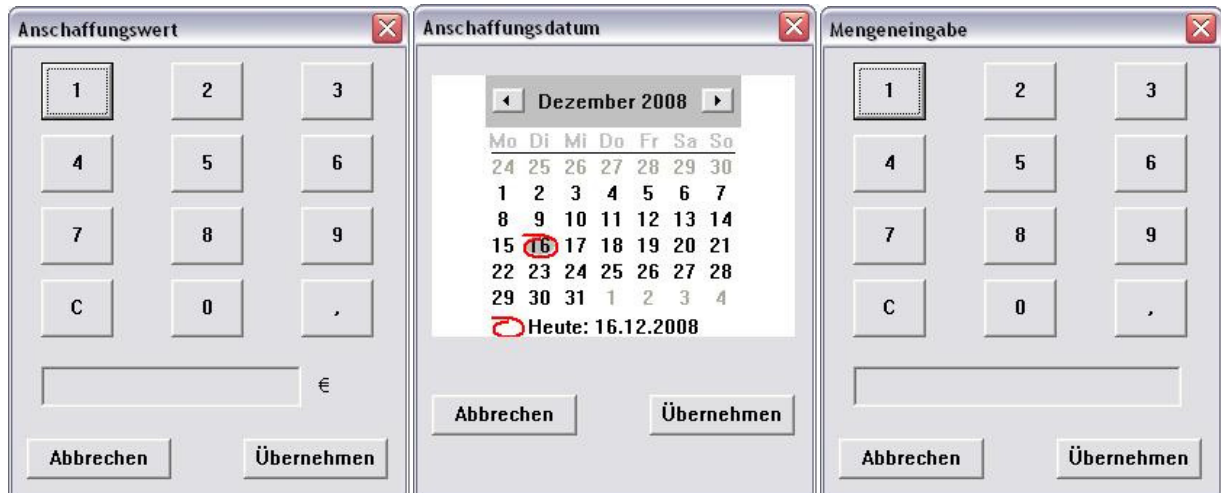 Anschaffungswert
1 2 3
4 5 6
7 8 9
C 0 ,
€
Abbrechen Übernehmen
Anschaffungsdatum
Dezember 2008
Mo Di Mi Do Fr Sa So
24 25 26 27 28 29 30
1 2 3 4 5 6 7
8 9 10 11 12 13 14
15 16 17 18 19 20 21
22 23 24 25 26 27 28
29 30 31 1 2 3 4
Heute: 16.12.2008
Abbrechen Übernehmen
Mengeneingabe
1 2 3
4 5 6
7 8 9
C 0 ,
Abbrechen Übernehmen